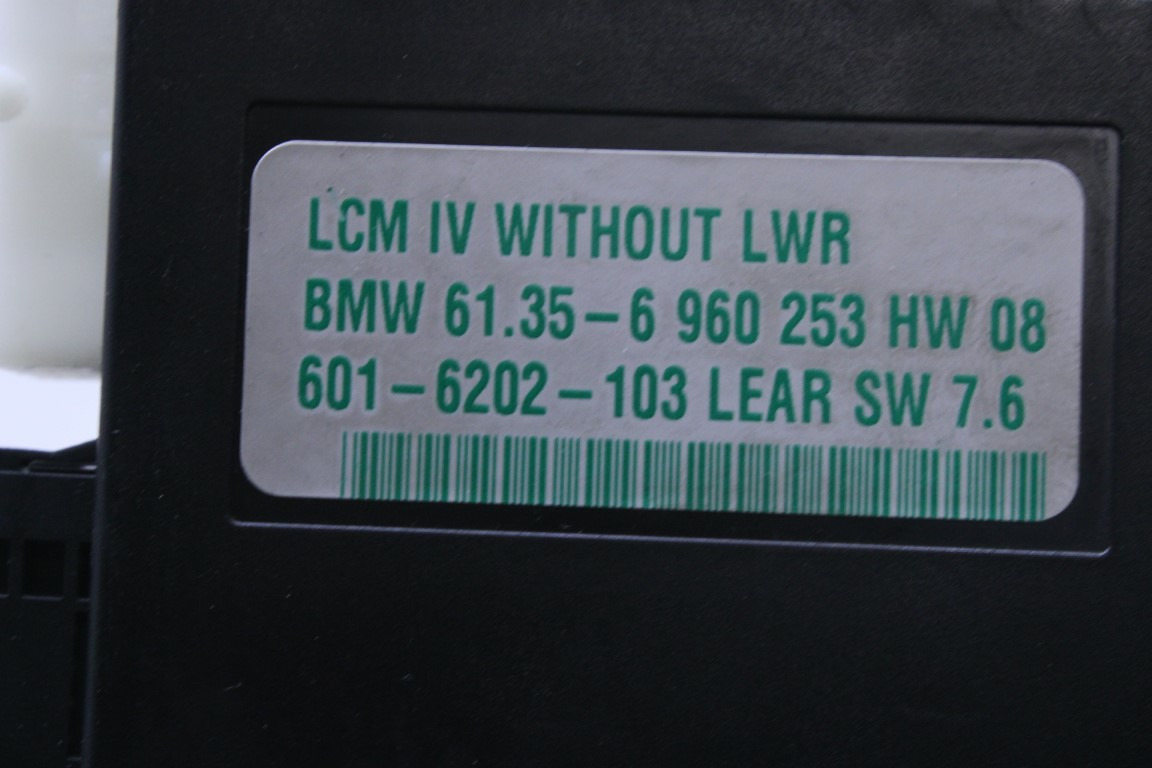 LCM IV WITHOUT LWR
BMW 61.35-6 960 253 HW 08
601-6202-103 LEAR SW 7.6